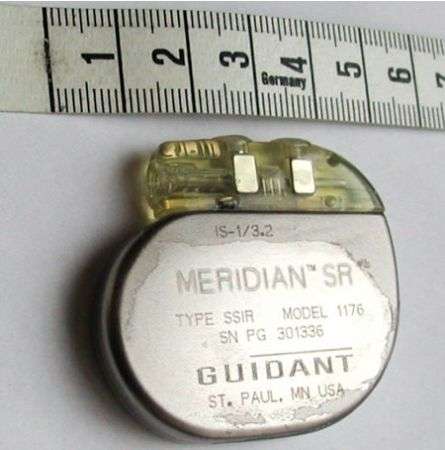 1 2 3 4 5 6 7
Germany
IS-1/3.2
MERIDIAN™ SR
TYPE SSIR MODEL 1176
SN PG 301336
GUIDANT
ST. PAUL, MN USA